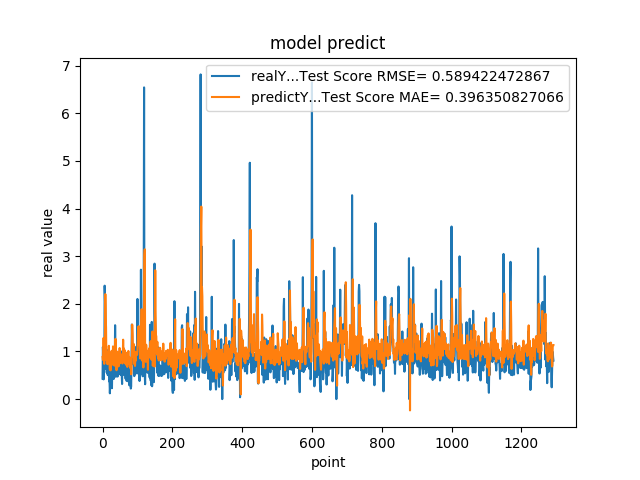 model predict
realY...Test Score RMSE= 0.589422472867
predictY...Test Score MAE= 0.396350827066
7
6
5
4
3
2
1
0
real value
0 200 400 600 800 1000 1200
point